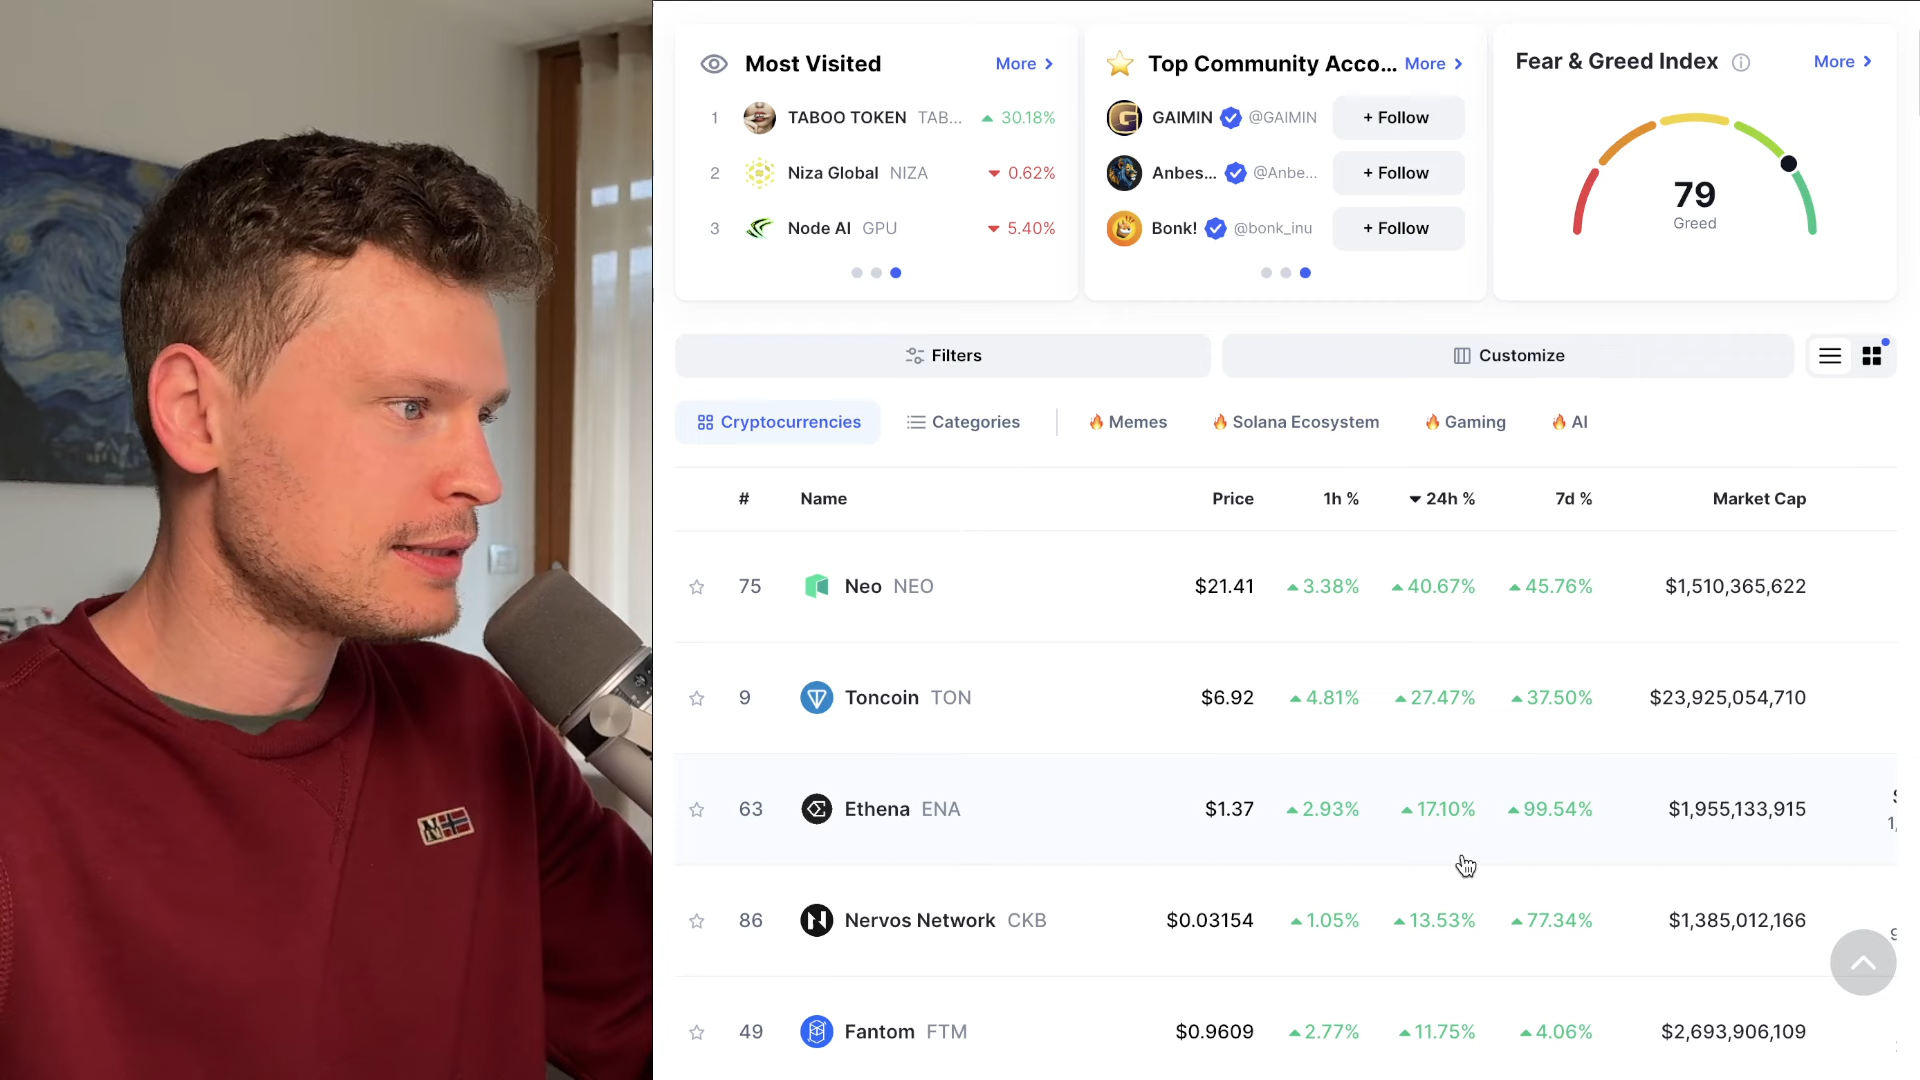 Most Visited
More >
1 TABOO TOKEN TAB... 30.18%
2 Niza Global NIZA 0.62%
3 Node AI GPU 5.40%
Top Community Acco...
More >
GAIMIN @GAIMIN + Follow
Anbes... @Anbe... + Follow
Bonk! @bonk_inu + Follow
Fear & Greed Index
More >
79
Greed
Filters
Customize
Cryptocurrencies
Categories
Memes
Solana Ecosystem
Gaming
AI
# Name Price 1h % 24h % 7d % Market Cap
75 Neo NEO $21.41 3.38% 40.67% 45.76% $1,510,365,622
9 Toncoin TON $6.92 4.81% 27.47% 37.50% $23,925,054,710
63 Ethena ENA $1.37 2.93% 17.10% 99.54% $1,955,133,915
86 Nervos Network CKB $0.03154 1.05% 13.53% 77.34% $1,385,012,166
49 Fantom FTM $0.9609 2.77% 11.75% 4.06% $2,693,906,109
N